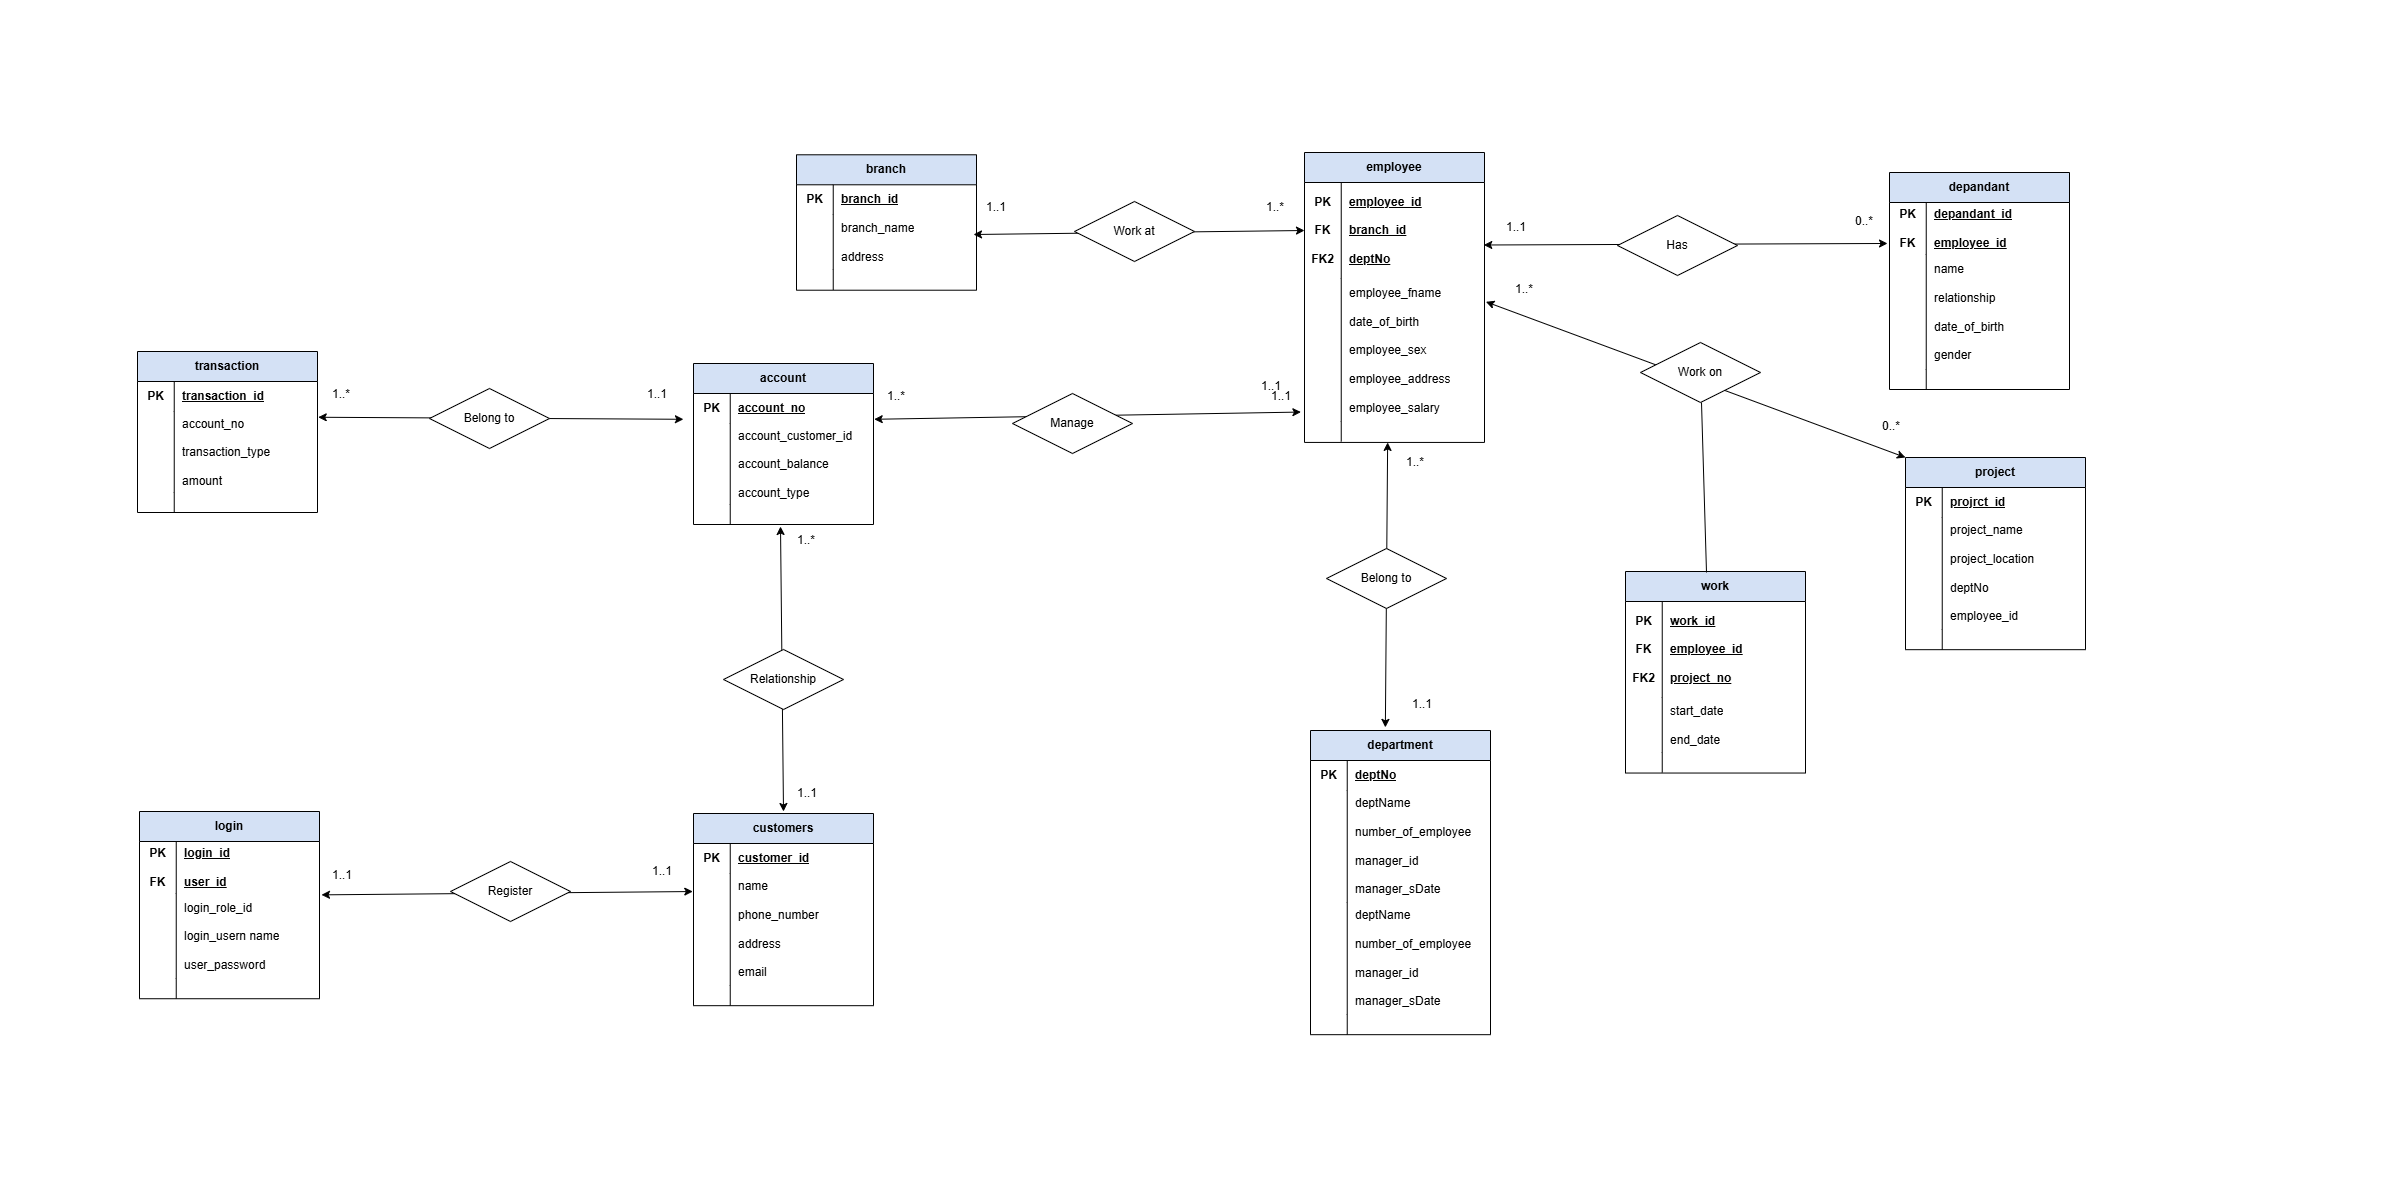 branch
PK branch_id
branch_name
address
1..1
Work at
1..*
employee
PK employee_id
FK branch_id
FK2 deptNo
employee_fname
date_of_birth
employee_sex
employee_address
employee_salary
1..1
Has
0..*
depandant
PK depandant_id
FK employee_id
name
relationship
date_of_birth
gender
1..*
Work on
0..*
transaction
PK transaction_id
account_no
transaction_type
amount
1..*
Belong to
1..1
account
PK account_no
account_customer_id
account_balance
account_type
1..*
Manage
1..1
1..1
project
PK projrct_id
project_name
project_location
deptNo
employee_id
1..*
Belong to
1..1
work
PK work_id
FK employee_id
FK2 project_no
start_date
end_date
1..*
Relationship
1..1
department
PK deptNo
deptName
number_of_employee
manager_id
manager_sDate
deptName
number_of_employee
manager_id
manager_sDate
login
PK login_id
FK user_id
login_role_id
login_usern name
user_password
1..1
Register
1..1
customers
PK customer_id
name
phone_number
address
email